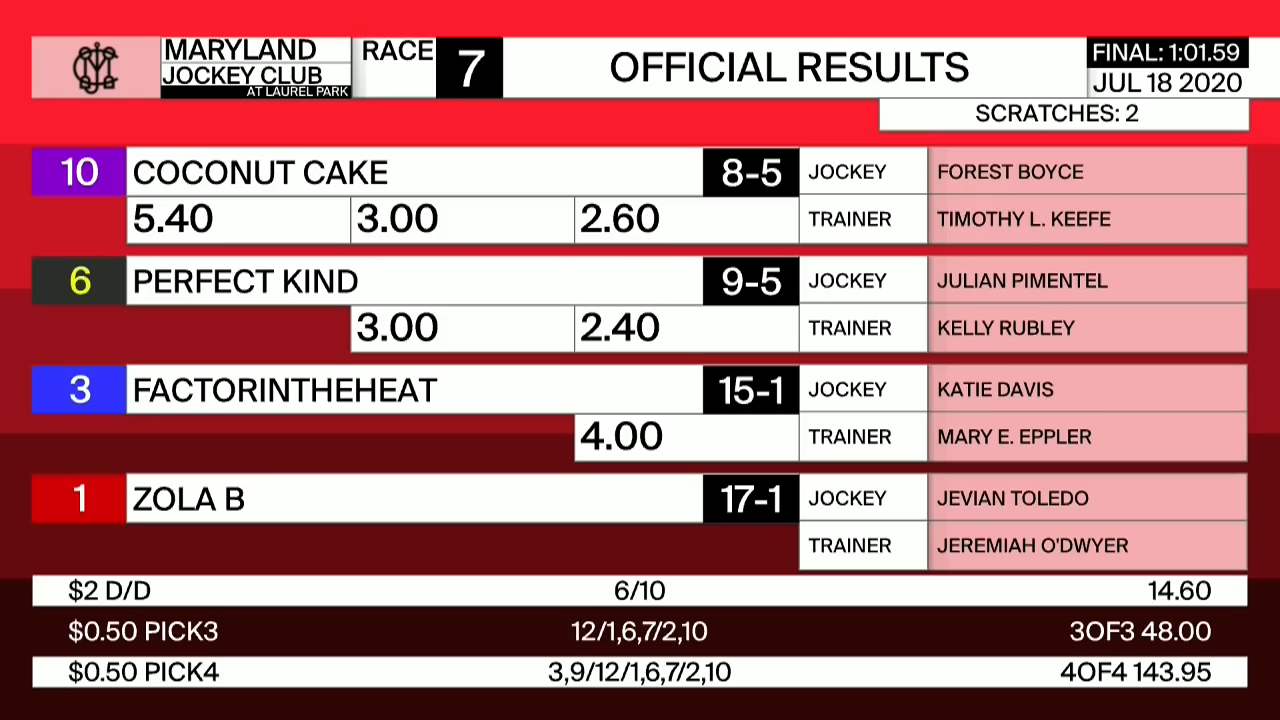 MARYLAND
JOCKEY CLUB
AT LAUREL PARK
RACE 7
OFFICIAL RESULTS
FINAL: 1:01.59
JUL 18 2020
SCRATCHES: 2
10 COCONUT CAKE 8-5 JOCKEY FOREST BOYCE
5.40 3.00 2.60 TRAINER TIMOTHY L. KEEFE
6 PERFECT KIND 9-5 JOCKEY JULIAN PIMENTEL
3.00 2.40 TRAINER KELLY RUBLEY
3 FACTORINTHEHEAT 15-1 JOCKEY KATIE DAVIS
4.00 TRAINER MARY E. EPPLER
1 ZOLA B 17-1 JOCKEY JEVIAN TOLEDO
TRAINER JEREMIAH O'DWYER
$2 D/D 6/10 14.60
$0.50 PICK3 12/1,6,7/2,10 3OF3 48.00
$0.50 PICK4 3,9/12/1,6,7/2,10 4OF4 143.95